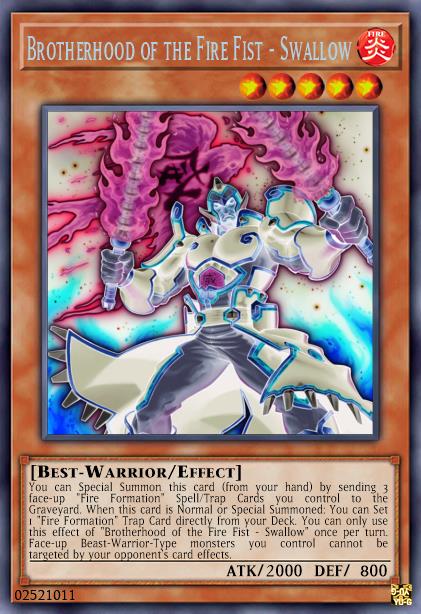 BROTHERHOOD OF THE FIRE FIST - SWALLOW
FIRE
炎
[BEST-WARRIOR/EFFECT]
You can Special Summon this card (from your hand) by sending 3
face-up "Fire Formation" Spell/Trap Cards you control to the
Graveyard. When this card is Normal or Special Summoned: You can Set
1 "Fire Formation" Trap Card directly from your Deck. You can only use
this effect of "Brotherhood of the Fire Fist - Swallow" once per turn.
Face-up Beast-Warrior-Type monsters you control cannot be
targeted by your opponent's card effects.
ATK/2000 DEF/ 800
02521011